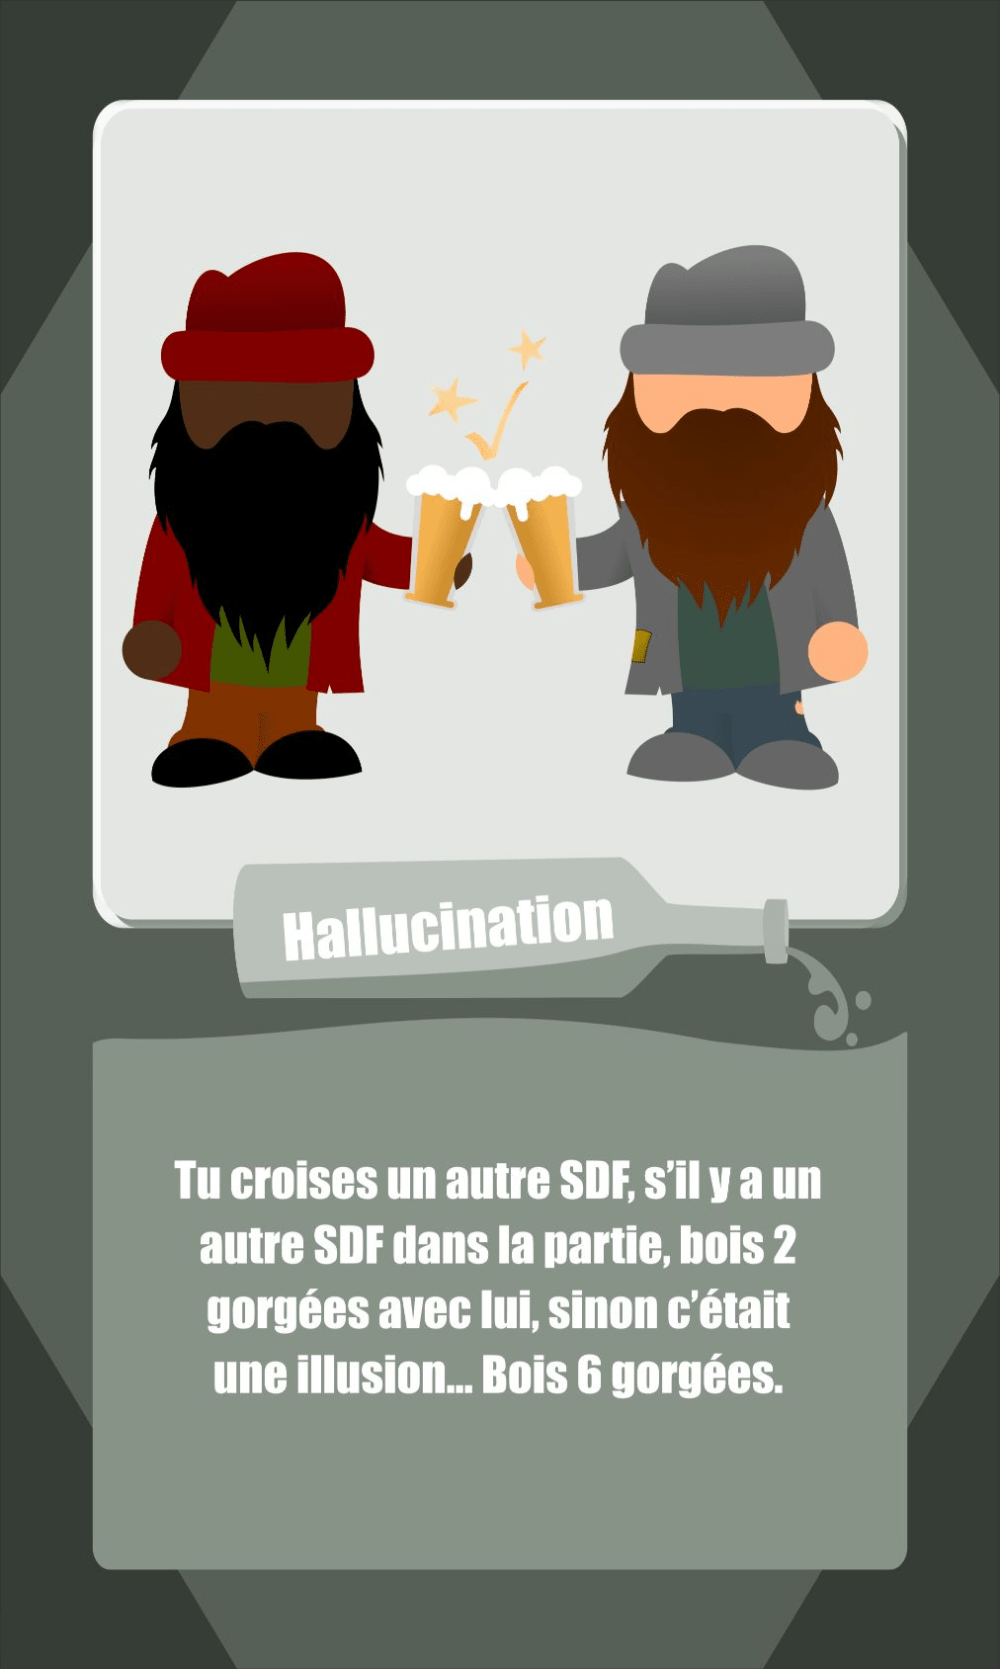 Hallucination
Tu croises un autre SDF, s’il y a un
autre SDF dans la partie, bois 2
gorgées avec lui, sinon c’était
une illusion... Bois 6 gorgées.